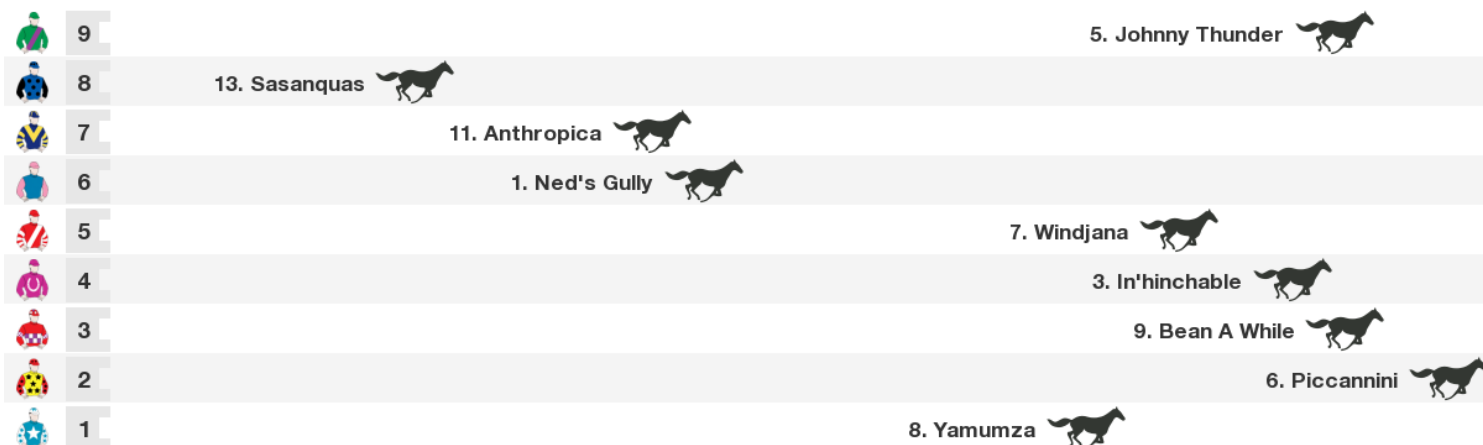 9 5. Johnny Thunder
8 13. Sasanquas
7 11. Anthropica
6 1. Ned's Gully
5 7. Windjana
4 3. In'hinchable
3 9. Bean A While
2 6. Piccannini
1 8. Yamumza